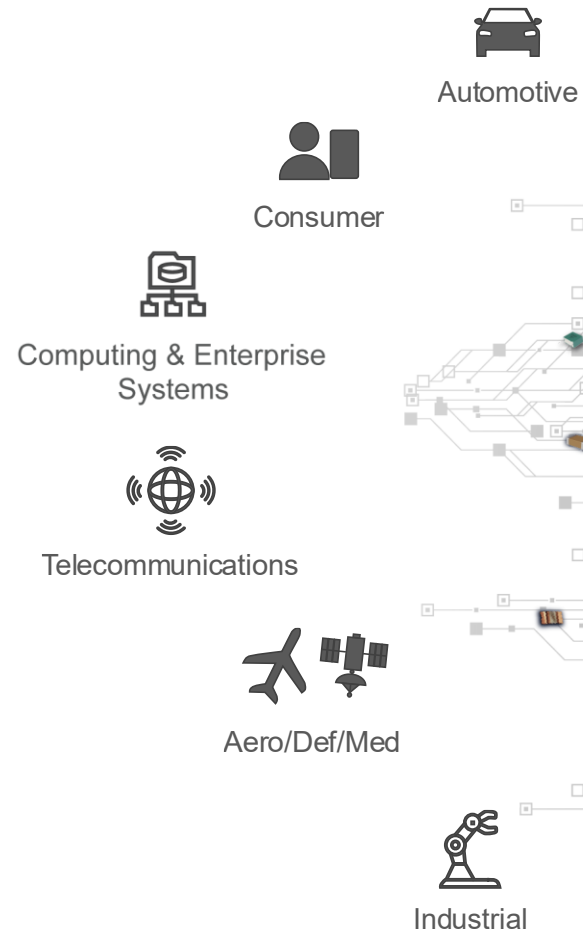 Automotive
Consumer
Computing & Enterprise
Systems
Telecommunications
Aero/Def/Med
Industrial